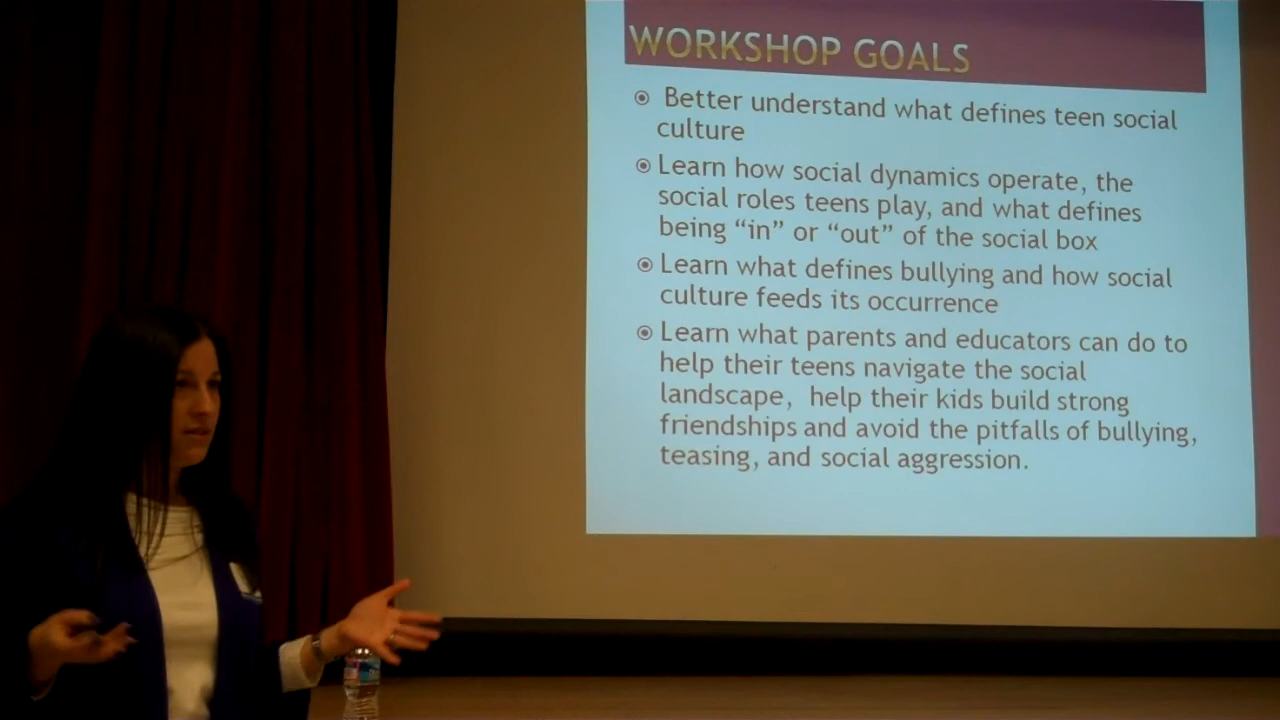 WORKSHOP GOALS
Better understand what defines teen social
culture
Learn how social dynamics operate, the
social roles teens play, and what defines
being “in” or “out” of the social box
Learn what defines bullying and how social
culture feeds its occurrence
Learn what parents and educators can do to
help their teens navigate the social
landscape, help their kids build strong
friendships and avoid the pitfalls of bullying,
teasing, and social aggression.